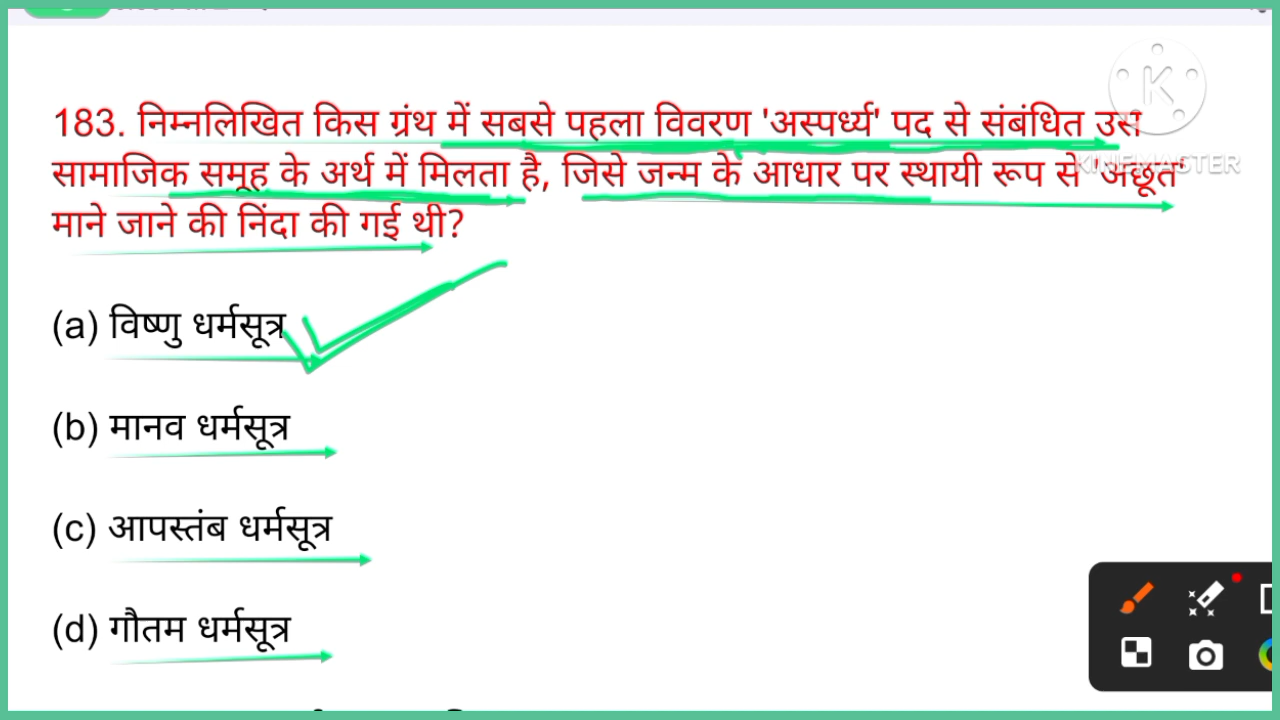 183. निम्नलिखित किस ग्रंथ में सबसे पहला विवरण 'अस्पर्ध्य' पद से संबंधित उस
सामाजिक समूह के अर्थ में मिलता है, जिसे जन्म के आधार पर स्थायी रूप से 'अछूत'
माने जाने की निंदा की गई थी?
(a) विष्णु धर्मसूत्र
(b) मानव धर्मसूत्र
(c) आपस्तंब धर्मसूत्र
(d) गौतम धर्मसूत्र
K
KINEMASTER